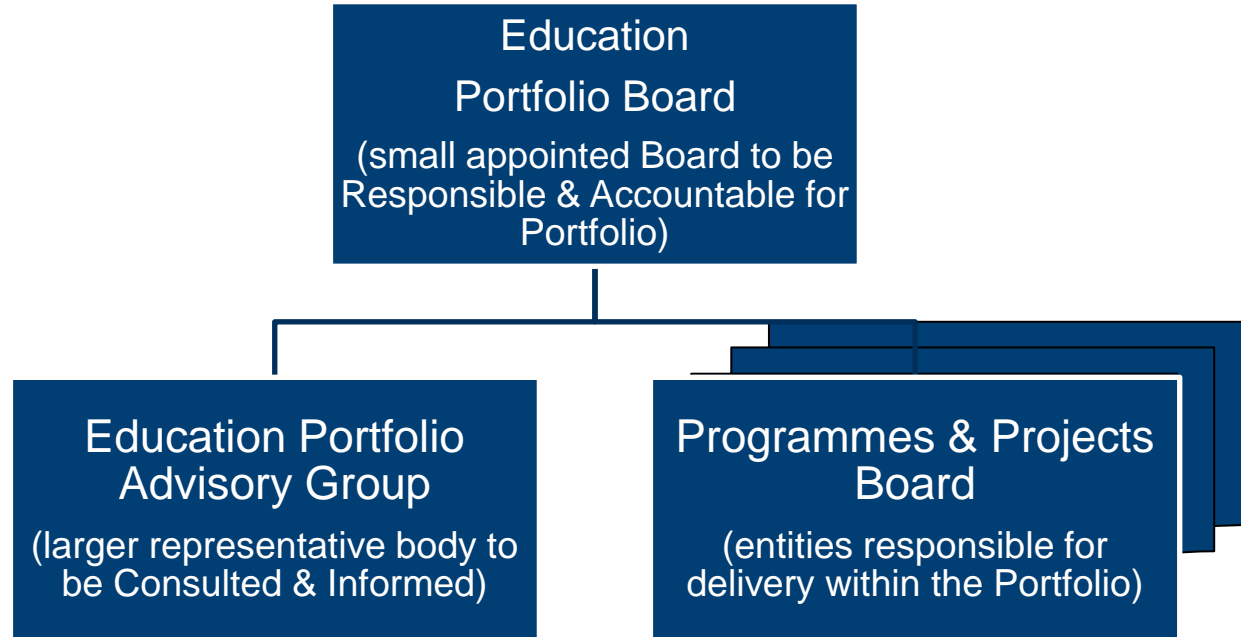 Education
Portfolio Board
(small appointed Board to be
Responsible & Accountable for
Portfolio)
Education Portfolio
Advisory Group
(larger representative body to
be Consulted & Informed)
Programmes & Projects
Board
(entities responsible for
delivery within the Portfolio)